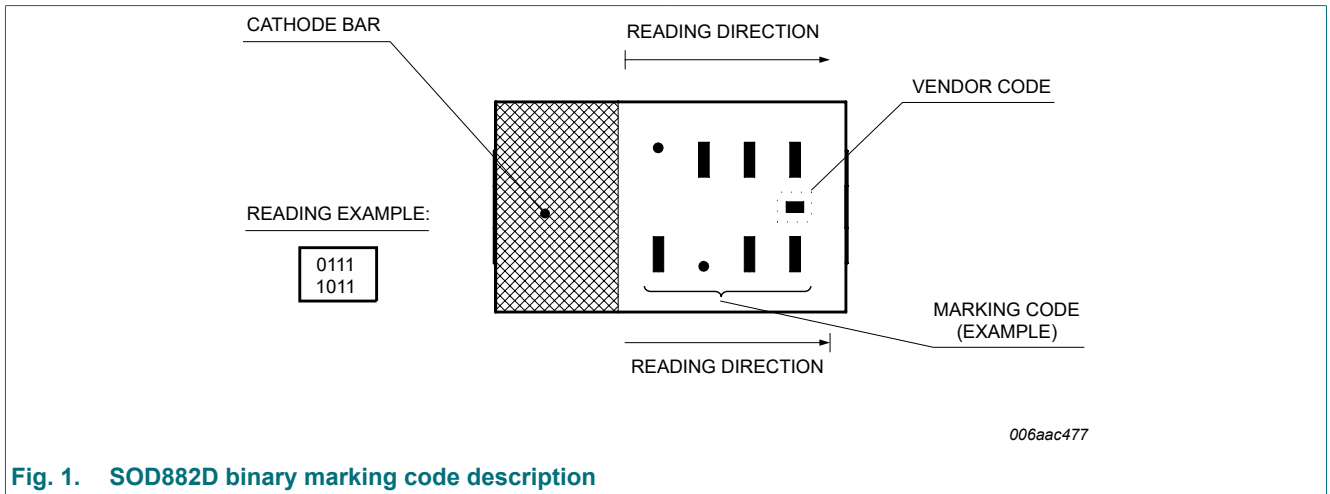 CATHODE BAR
READING DIRECTION
VENDOR CODE
READING EXAMPLE:
0111
1011
MARKING CODE
(EXAMPLE)
READING DIRECTION
006aac477
Fig. 1. SOD882D binary marking code description